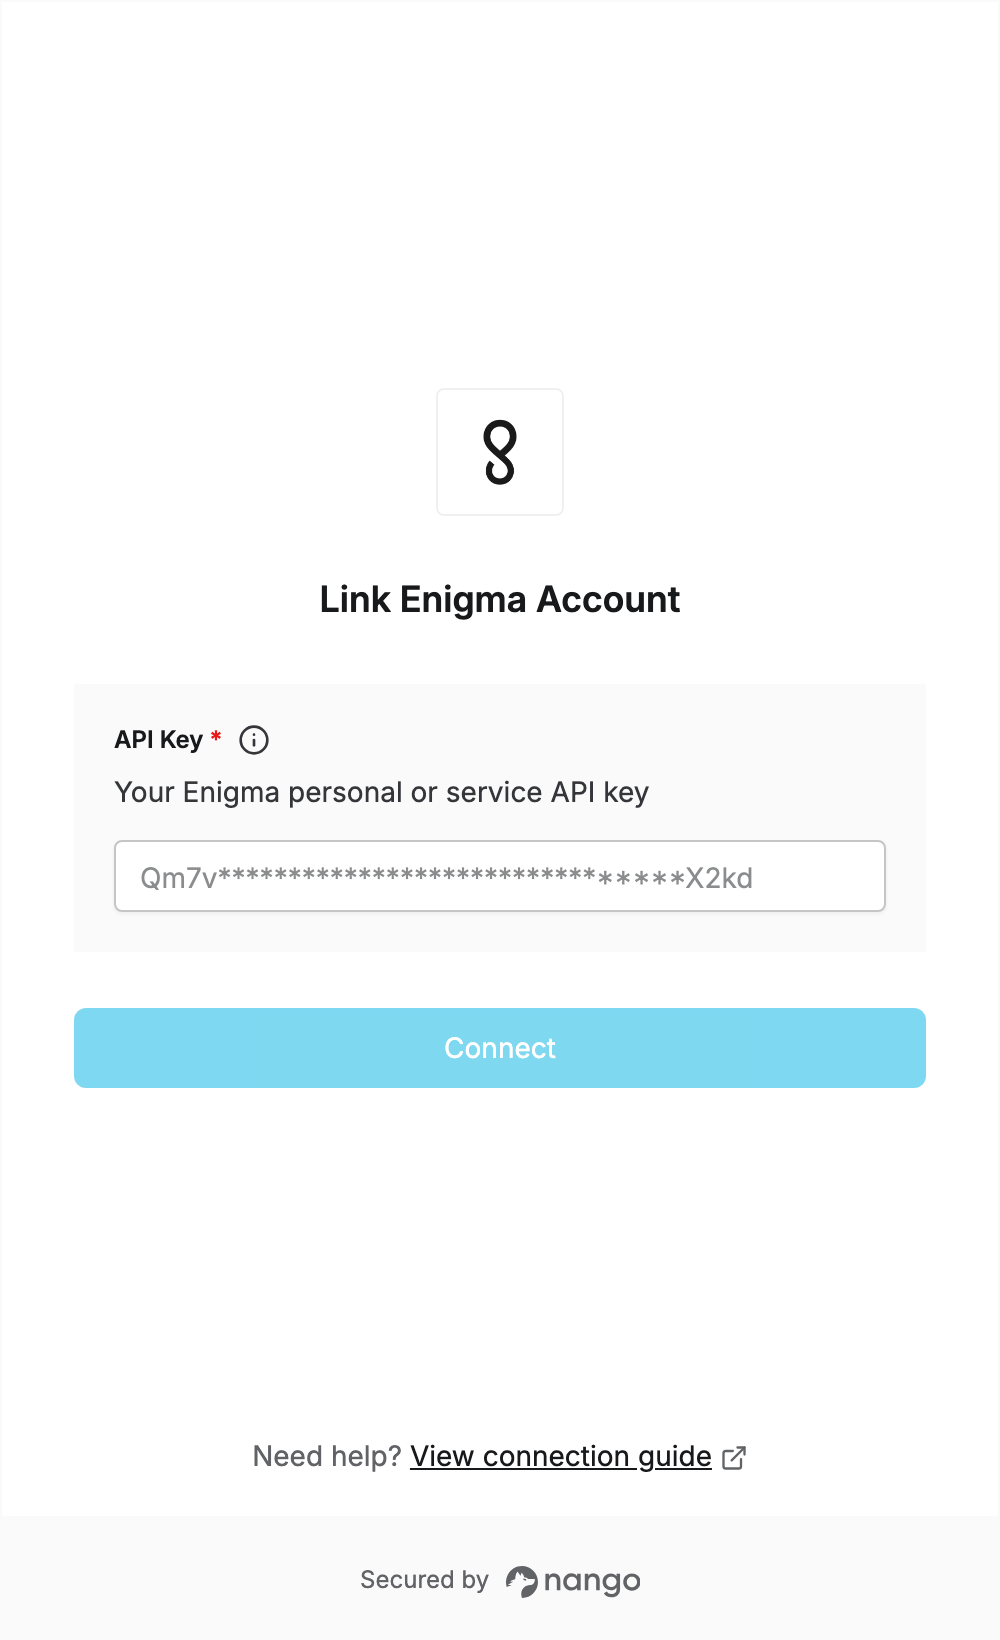 Link Enigma Account
API Key *
Your Enigma personal or service API key
Qm7v*********************************X2kd
Connect
Need help? View connection guide
Secured by nango